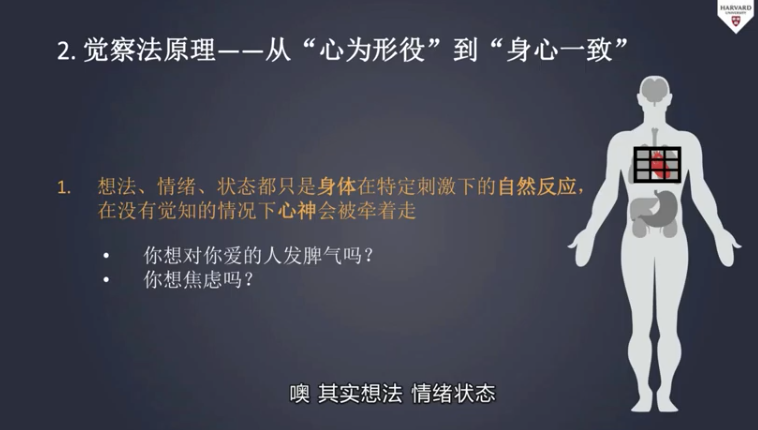 HARVARD
UNIVERSITY
2. 觉察法原理——从“心为形役”到“身心一致”
1. 想法、情绪、状态都只是身体在特定刺激下的自然反应，
在没有觉知的情况下心神会被牵着走
• 你想对你爱的人发脾气吗？
• 你想焦虑吗？
噢 其实想法 情绪状态